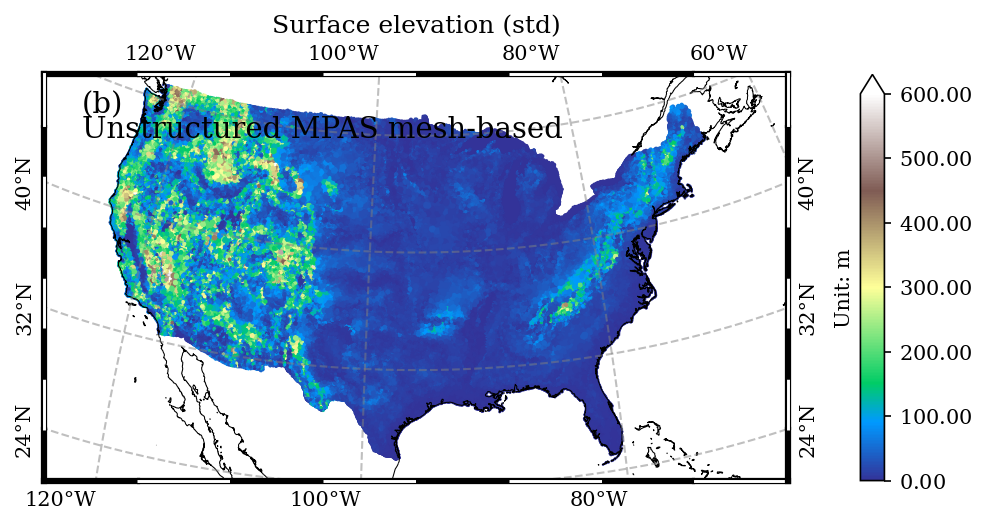 Surface elevation (std)
120°W 100°W 80°W 60°W
(b)
Unstructured MPAS mesh-based
40°N
32°N
24°N
40°N
32°N
24°N
120°W 100°W 80°W
Unit: m
600.00
500.00
400.00
300.00
200.00
100.00
0.00